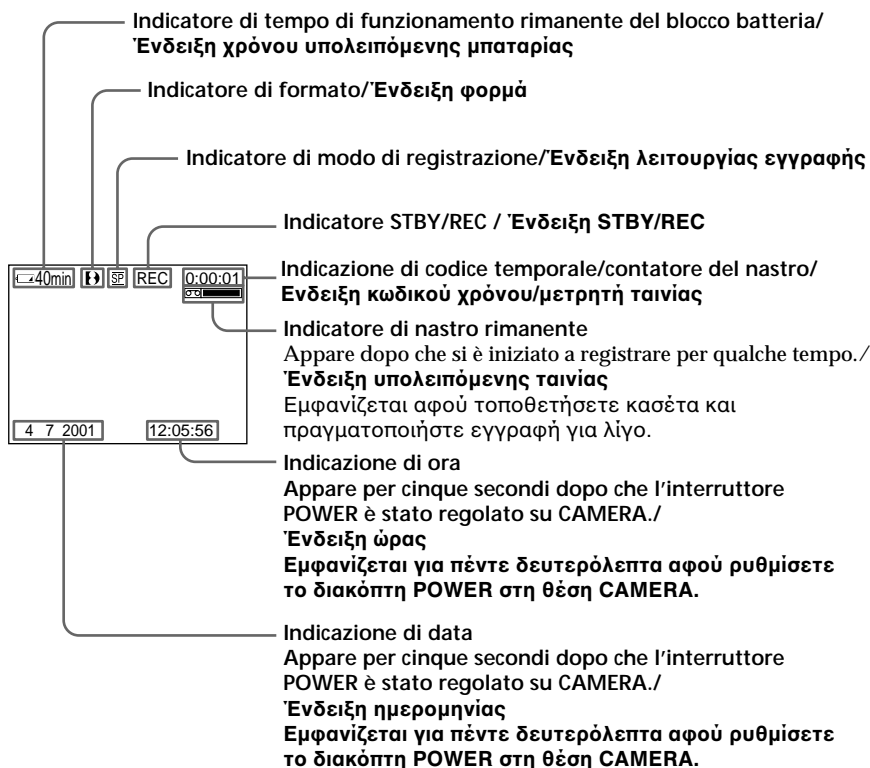 Indicatore di tempo di funzionamento rimanente del blocco batteria/
Ένδειξη χρόνου υπολειπόμενης μπαταρίας
Indicatore di formato/Ένδειξη φορμά
Indicatore di modo di registrazione/Ένδειξη λειτουργίας εγγραφής
Indicatore STBY/REC / Ένδειξη STBY/REC
40min SP REC 0:00:01
Indicazione di codice temporale/contatore del nastro/
Ενδειξη κωδικού χρόνου/μετρητή ταινίας
Indicatore di nastro rimanente
Appare dopo che si è iniziato a registrare per qualche tempo./
Ένδειξη υπολειπόμενης ταινίας
Εμφανίζεται αφού τοποθετήσετε κασέτα και
πραγματοποιήστε εγγραφή για λίγο.
4 7 2001 12:05:56
Indicazione di ora
Appare per cinque secondi dopo che l'interruttore
POWER è stato regolato su CAMERA./
Ένδειξη ώρας
Εμφανίζεται για πέντε δευτερόλεπτα αφού ρυθμίσετε
το διακόπτη POWER στη θέση CAMERA.
Indicazione di data
Appare per cinque secondi dopo che l'interruttore
POWER è stato regolato su CAMERA./
Ένδειξη ημερομηνίας
Εμφανίζεται για πέντε δευτερόλεπτα αφού ρυθμίσετε
το διακόπτη POWER στη θέση CAMERA.